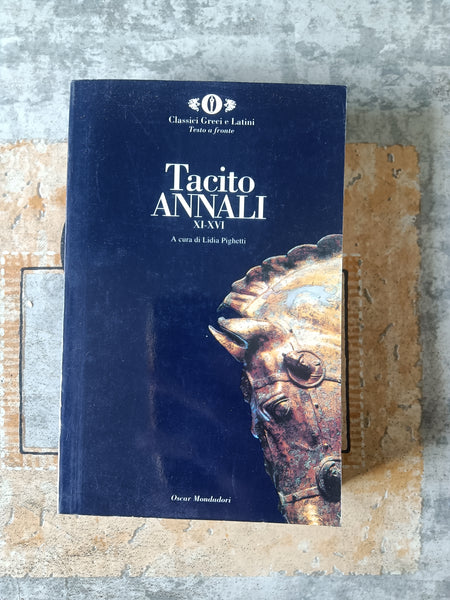 Classici Greci e Latini
Testo a fronte
Tacito
ANNALI
XI-XVI
A cura di Lidia Pighetti
Oscar Mondadori